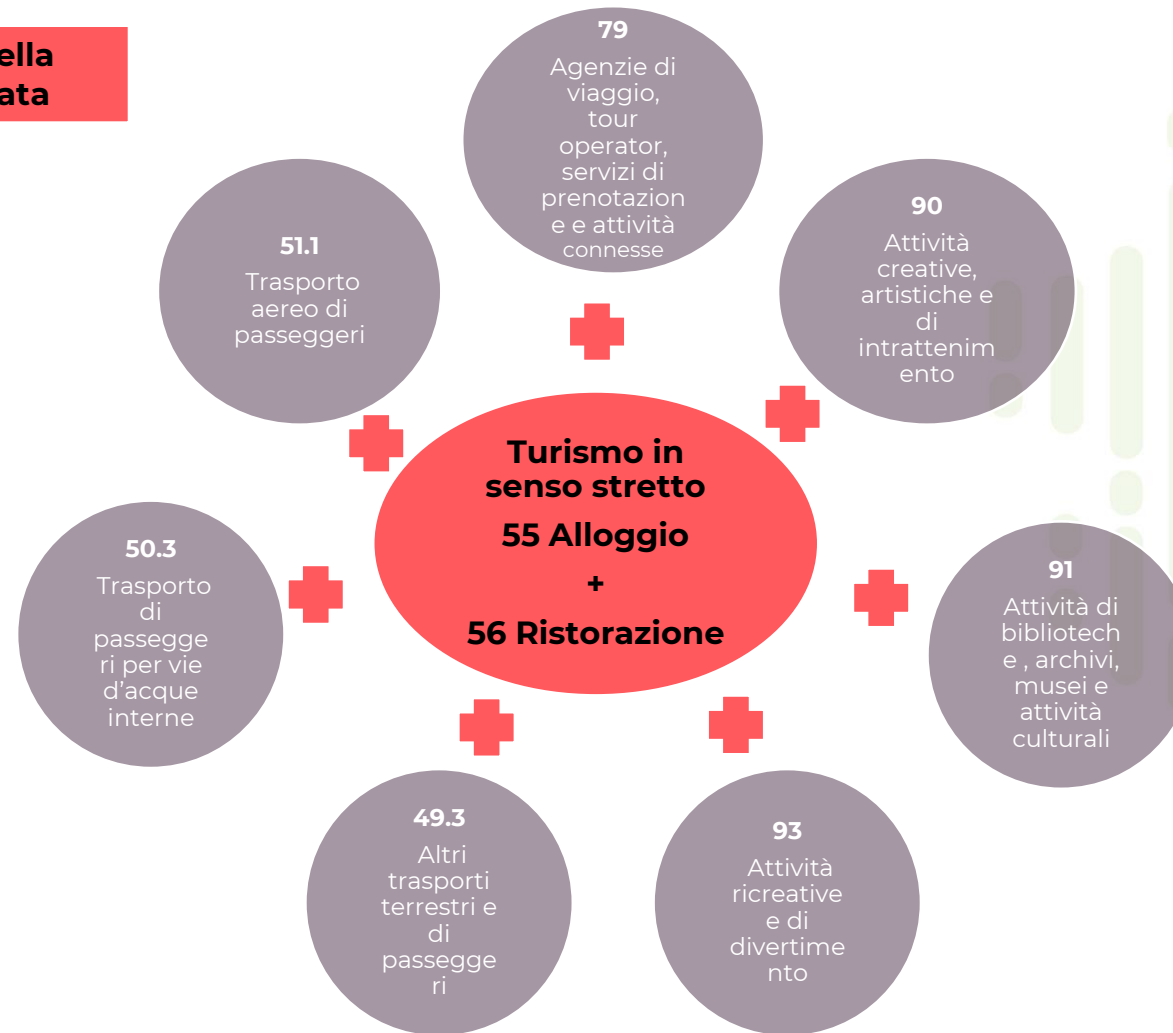 ella
ata
79
Agenzie di
viaggio,
tour
operator,
servizi di
prenotazion
e e attività
connesse
51.1
Trasporto
aereo di
passeggeri
90
Attività
creative,
artistiche e
di
intrattenim
ento
Turismo in
senso stretto
55 Alloggio
+
56 Ristorazione
50.3
Trasporto
di
passegge
ri per vie
d’acque
interne
91
Attività di
bibliotech
e , archivi,
musei e
attività
culturali
49.3
Altri
trasporti
terrestri e
di
passegge
ri
93
Attività
ricreative
e di
divertime
nto